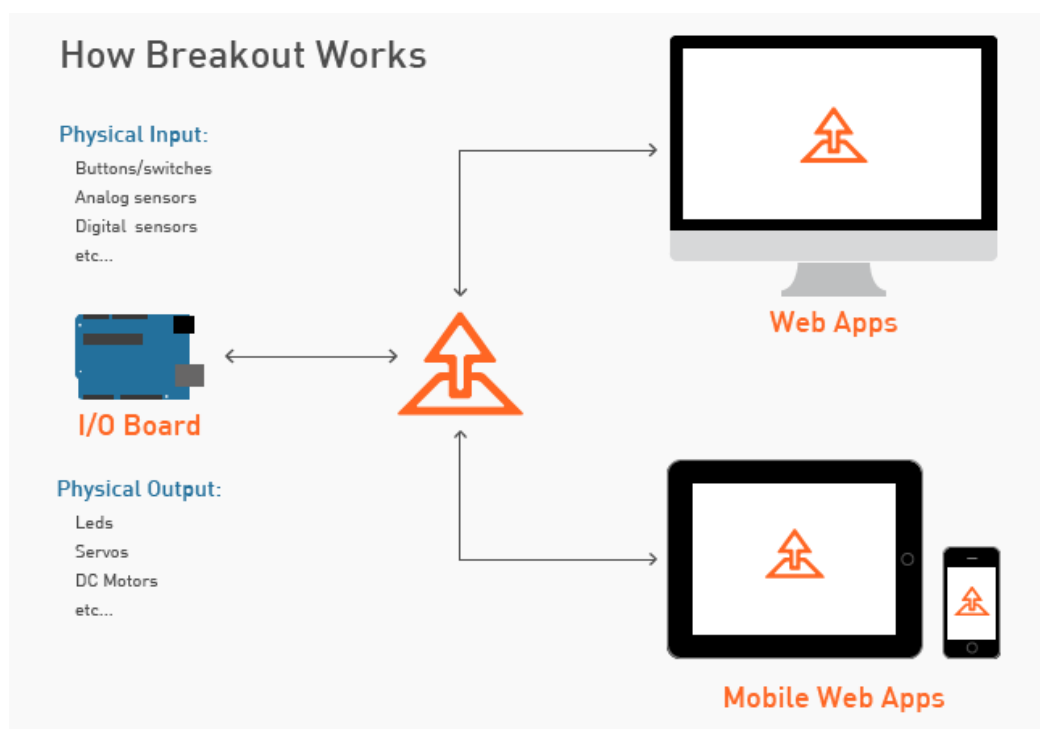 How Breakout Works
Physical Input:
Buttons/switches
Analog sensors
Digital sensors
etc...
I/O Board
Physical Output:
Leds
Servos
DC Motors
etc...
Web Apps
Mobile Web Apps